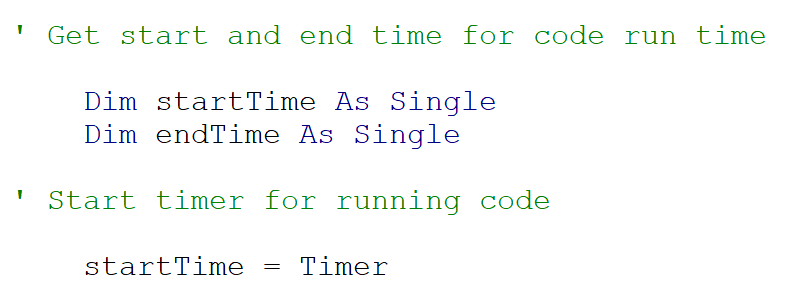 ' Get start and end time for code run time
Dim startTime As Single
Dim endTime As Single
' Start timer for running code
startTime = Timer